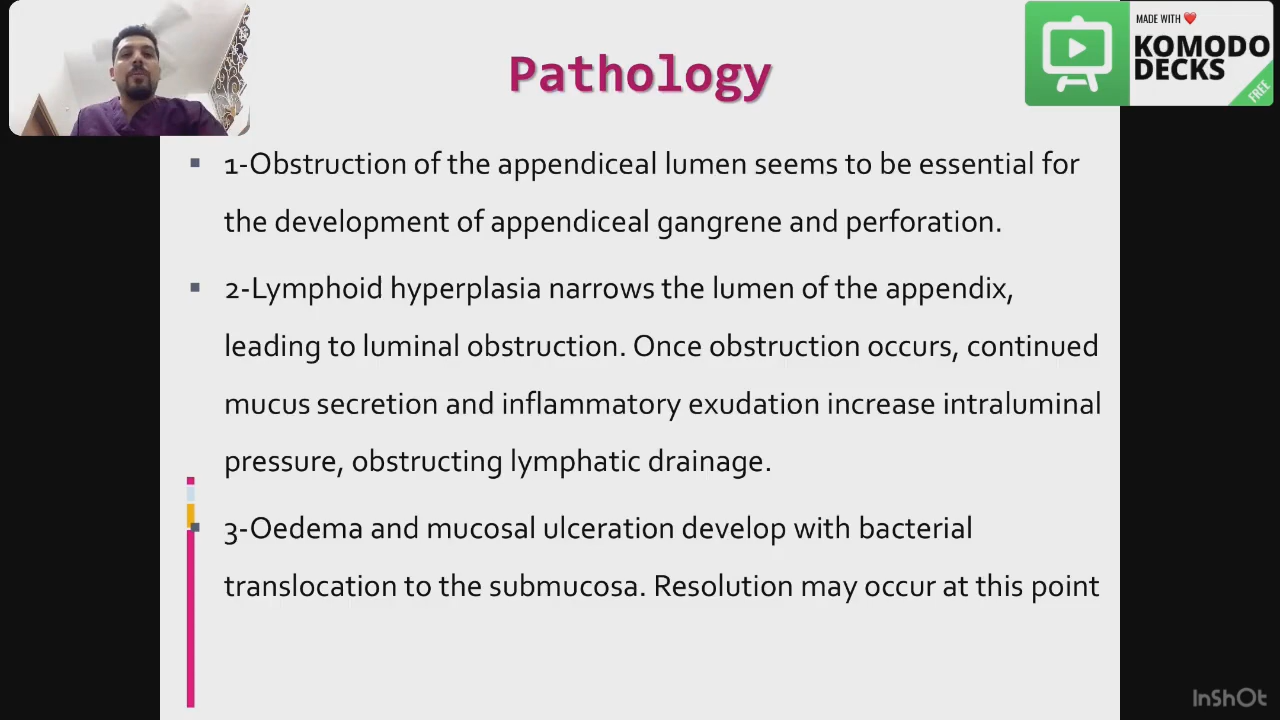 MADE WITH ❤️
KOMODO
DECKS
FREE
Pathology
▪ 1-Obstruction of the appendiceal lumen seems to be essential for
the development of appendiceal gangrene and perforation.
▪ 2-Lymphoid hyperplasia narrows the lumen of the appendix,
leading to luminal obstruction. Once obstruction occurs, continued
mucus secretion and inflammatory exudation increase intraluminal
pressure, obstructing lymphatic drainage.
▪ 3-Oedema and mucosal ulceration develop with bacterial
translocation to the submucosa. Resolution may occur at this point
InShOt